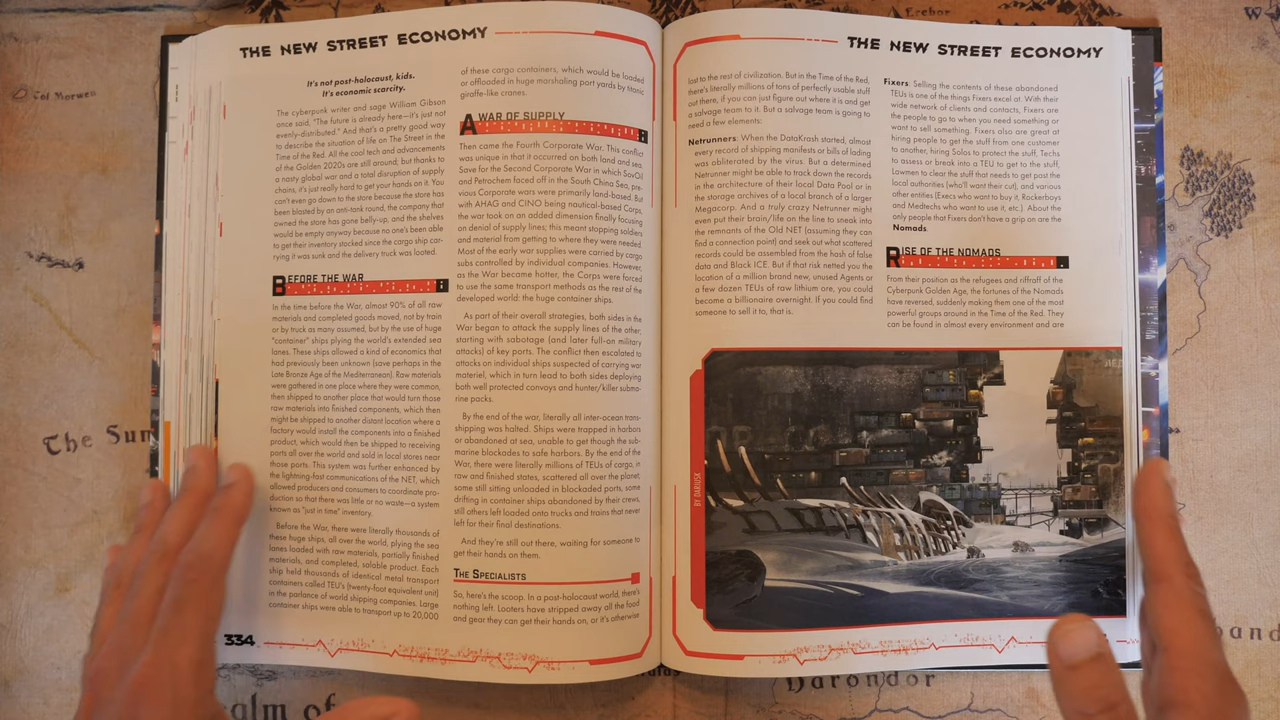 THE NEW STREET ECONOMY
It's not post-holocaust, kids.
It's economic scarcity.
The cyberpunk writer and sage William Gibson
once said, "The future is already here—it's just not
evenly-distributed." And that's a pretty good way
to describe the situation of life on The Street in the
Time of the Red. All the cool tech and advancements
of the Golden 2020s are still around; but thanks to
a nasty global war and a total disruption of supply
chains, it's just really hard to get your hands on it. You
can't even go down to the store because the store has
been blasted by an anti-tank round, the company that
owned the store has gone belly-up, and the shelves
would be empty anyway because no one's been able
to get their inventory stocked since the cargo ship car-
rying it was sunk and the delivery truck was looted.
BEFORE THE WAR
In the time before the War, almost 90% of all raw
materials and completed goods moved, not by train
or by truck as many assumed, but by the use of huge
"container" ships plying the world's extended sea
lanes. These ships allowed a kind of economics that
had previously been unknown (save perhaps in the
Late Bronze Age of the Mediterranean). Raw materials
were gathered in one place where they were common,
then shipped to another place that would turn those
raw materials into finished components, which then
might be shipped to another distant location where a
factory would install the components into a finished
product, which would then be shipped to receiving
ports all over the world and sold in local stores near
those ports. This system was further enhanced by
the lightning-fast communications of the NET, which
allowed producers and consumers to coordinate pro-
duction so that there was little or no waste—a system
known as "just in time" inventory.
Before the War, there were literally thousands of
these huge ships, all over the world, plying the sea
lanes loaded with raw materials, partially finished
materials, and completed, salable product. Each
ship held thousands of identical metal transport
containers called TEU's (twenty-foot equivalent unit)
in the parlance of world shipping companies. Large
container ships were able to transport up to 20,000
334
of these cargo containers, which would be loaded
or offloaded in huge marshaling port yards by titanic
giraffe-like cranes.
A WAR OF SUPPLY
Then came the Fourth Corporate War. This conflict
was unique in that it occurred on both land and sea.
Save for the Second Corporate War in which SovOil
and Petrochem faced off in the South China Sea, pre-
vious Corporate wars were primarily land-based. But
with AHAG and CINO being nautical-based Corps,
the war took on an added dimension finally focusing
on denial of supply lines; this meant stopping soldiers
and material from getting to where they were needed.
Most of the early war supplies were carried by cargo
subs controlled by individual companies. However,
as the War became hotter, the Corps were forced
to use the same transport methods as the rest of the
developed world: the huge container ships.
As part of their overall strategies, both sides in the
War began to attack the supply lines of the other;
starting with sabotage (and later full-on military
attacks) of key ports. The conflict then escalated to
attacks on individual ships suspected of carrying war
materiel, which in turn lead to both sides deploying
both well protected convoys and hunter/killer subma-
rine packs.
By the end of the war, literally all inter-ocean trans-
shipping was halted. Ships were trapped in harbors
or abandoned at sea, unable to get though the sub-
marine blockades to safe harbors. By the end of the
War, there were literally millions of TEUs of cargo, in
raw and finished states, scattered all over the planet;
some still sitting unloaded in blockaded ports, some
drifting in container ships abandoned by their crews,
still others left loaded onto trucks and trains that never
left for their final destinations.
And they're still out there, waiting for someone to
get their hands on them.
THE SPECIALISTS
So, here's the scoop. In a post-holocaust world, there's
nothing left. Looters have stripped away all the food
and gear they can get their hands on, or it's otherwise
THE NEW STREET ECONOMY
lost to the rest of civilization. But in the Time of the Red,
there's literally millions of tons of perfectly usable stuff
out there, if you can just figure out where it is and get
a salvage team to it. But a salvage team is going to
need a few elements:
Netrunners: When the DataKrash started, almost
every record of shipping manifests or bills of lading
was obliterated by the virus. But a determined
Netrunner might be able to track down the records
in the architecture of their local Data Pool or in
the storage archives of a local branch of a larger
Megacorp. And a truly crazy Netrunner might
even put their brain/life on the line to sneak into
the remnants of the Old NET (assuming they can
find a connection point) and seek out what scattered
records could be assembled from the hash of false
data and Black ICE. But if that risk netted you the
location of a million brand new, unused Agents or
a few dozen TEUs of raw lithium ore, you could
become a billionaire overnight. If you could find
someone to sell it to, that is.
Fixers: Selling the contents of these abandoned
TEUs is one of the things Fixers excel at. With their
wide network of clients and contacts, Fixers are
the people to go to when you need something or
want to sell something. Fixers also are great at
hiring people to get the stuff from one customer
to another, hiring Solos to protect the stuff, Techs
to assess or break into a TEU to get to the stuff,
Lawmen to clear the stuff that needs to get past the
local authorities (who'll want their cut), and various
other entities (Execs who want to buy it, Rockerboys
and Medtechs who want to use it, etc.). About the
only people that Fixers don't have a grip on are the
Nomads.
RISE OF THE NOMADS
From their position as the refugees and riffraff of the
Cyberpunk Golden Age, the fortunes of the Nomads
have reversed, suddenly making them one of the most
powerful groups around in the Time of the Red. They
can be found in almost every environment and are
BY DARIUSK
Erebor
Col Morwen
The Sun
alm of
Harondor